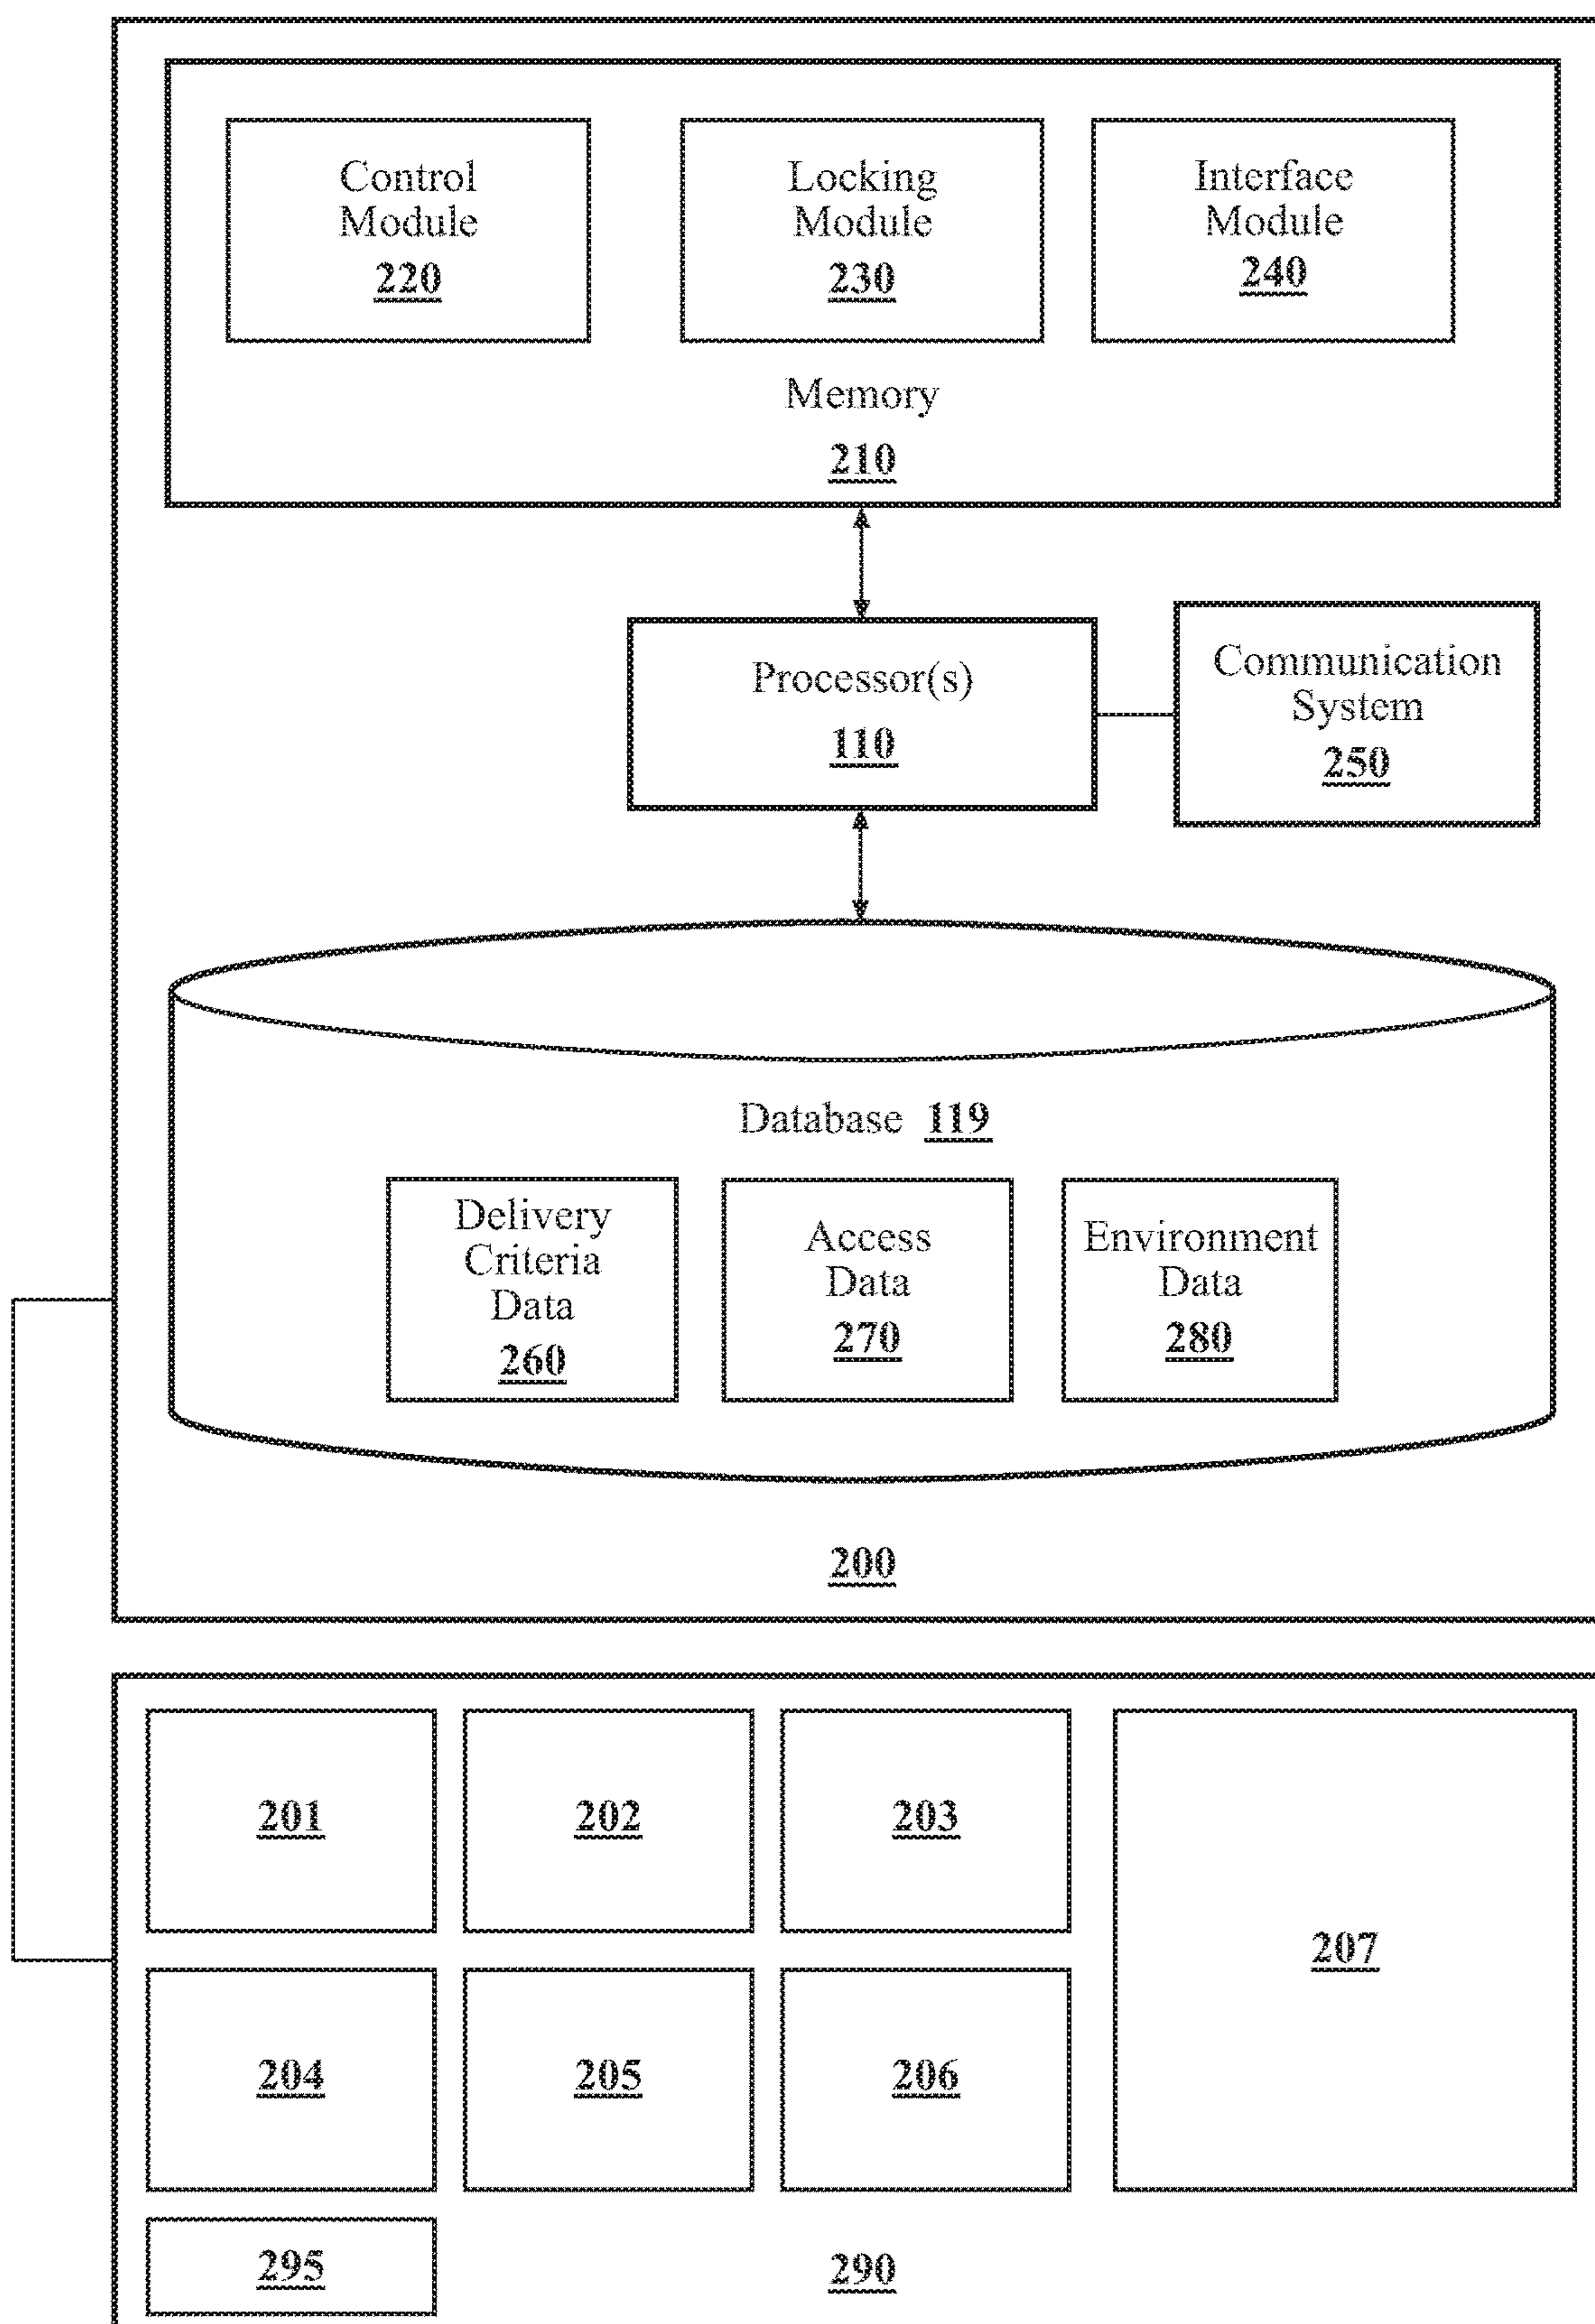 Control
Module
220
Locking
Module
230
Interface
Module
240
Memory
210
Processor(s)
110
Communication
System
250
Database 119
Delivery
Criteria
Data
260
Access
Data
270
Environment
Data
280
200
201
202
203
207
204
205
206
295
290